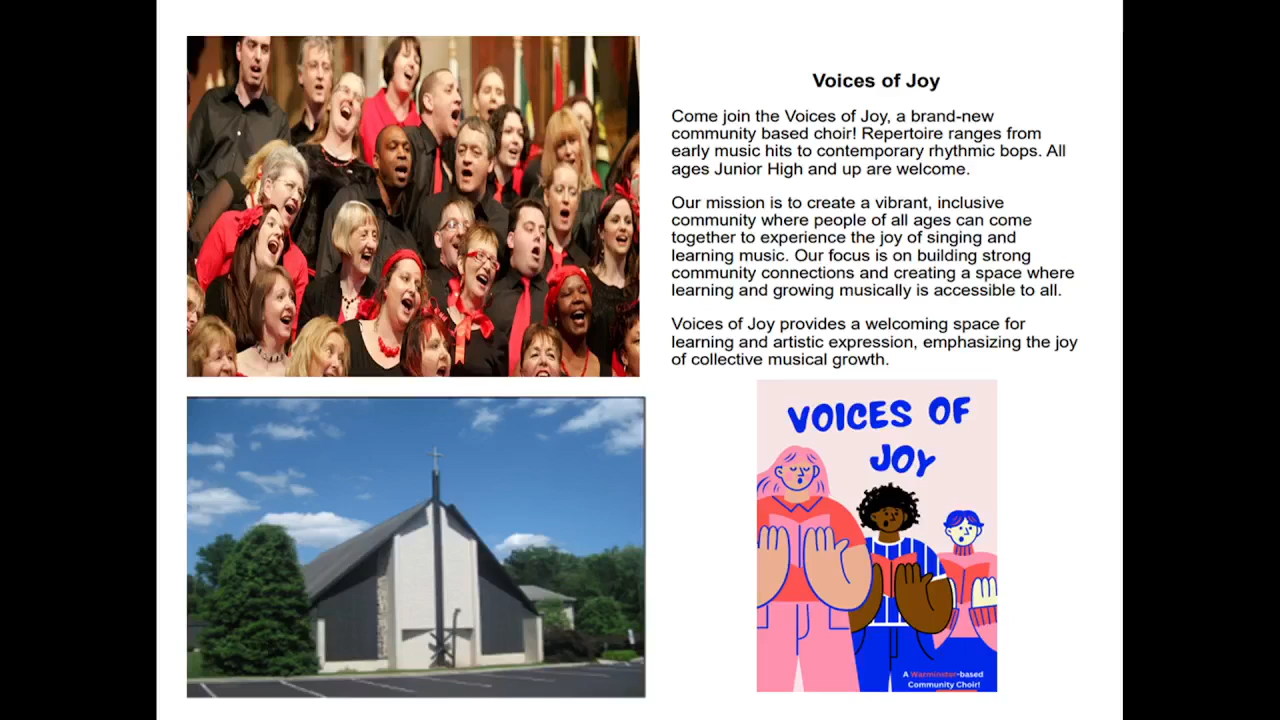 Voices of Joy
Come join the Voices of Joy, a brand-new
community based choir! Repertoire ranges from
early music hits to contemporary rhythmic bops. All
ages Junior High and up are welcome.
Our mission is to create a vibrant, inclusive
community where people of all ages can come
together to experience the joy of singing and
learning music. Our focus is on building strong
community connections and creating a space where
learning and growing musically is accessible to all.
Voices of Joy provides a welcoming space for
learning and artistic expression, emphasizing the joy
of collective musical growth.
VOICES OF
JOY
A Warminster-based
Community Choir!